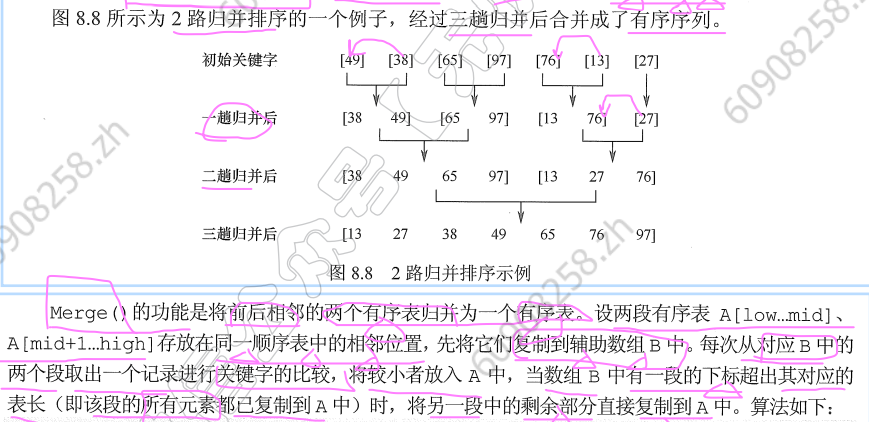 图 8.8 所示为 2 路归并排序的一个例子，经过三趟归并后合并成了有序序列。
初始关键字 [49] [38] [65] [97] [76] [13] [27]
一趟归并后 [38 49] [65 97] [13 76] [27]
二趟归并后 [38 49 65 97] [13 27 76]
三趟归并后 [13 27 38 49 65 76 97]
图 8.8 2 路归并排序示例
Merge()的功能是将前后相邻的两个有序表归并为一个有序表。设两段有序表 A[low…mid]、
A[mid+1…high]存放在同一顺序表中的相邻位置，先将它们复制到辅助数组 B 中。每次从对应 B 中的
两个段取出一个记录进行关键字的比较，将较小者放入 A 中，当数组 B 中有一段的下标超出其对应的
表长（即该段的所有元素都已复制到 A 中）时，将另一段中的剩余部分直接复制到 A 中。算法如下：
60908258.zh
60908258.zh
60908258.zh